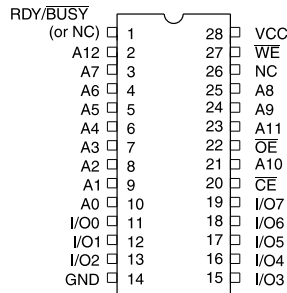 RDY/BUSY
(or NC) 1 28 VCC
A12 2 27 WE
A7 3 26 NC
A6 4 25 A8
A5 5 24 A9
A4 6 23 A11
A3 7 22 OE
A2 8 21 A10
A1 9 20 CE
A0 10 19 I/O7
I/O0 11 18 I/O6
I/O1 12 17 I/O5
I/O2 13 16 I/O4
GND 14 15 I/O3